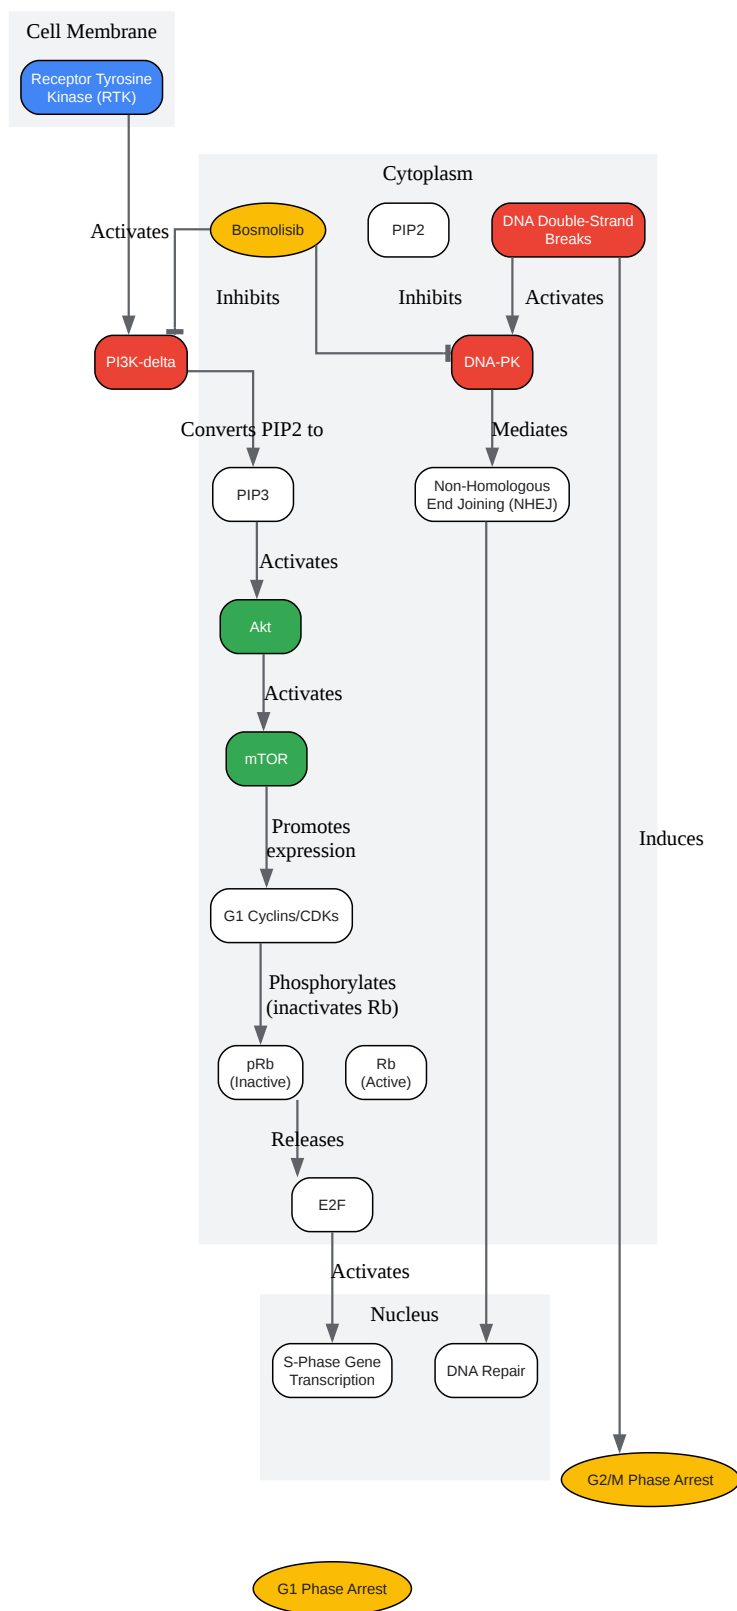 Cell Membrane
Receptor Tyrosine
Kinase (RTK)
Cytoplasm
Activates
Bosmolisib
PIP2
DNA Double-Strand
Breaks
Inhibits
Inhibits
Activates
PI3K-delta
DNA-PK
Converts PIP2 to
Mediates
PIP3
Non-Homologous
End Joining (NHEJ)
Activates
Akt
Activates
mTOR
Promotes
expression
Induces
G1 Cyclins/CDKs
Phosphorylates
(inactivates Rb)
pRb
(Inactive)
Rb
(Active)
Releases
E2F
Activates
Nucleus
S-Phase Gene
Transcription
DNA Repair
G2/M Phase Arrest
G1 Phase Arrest